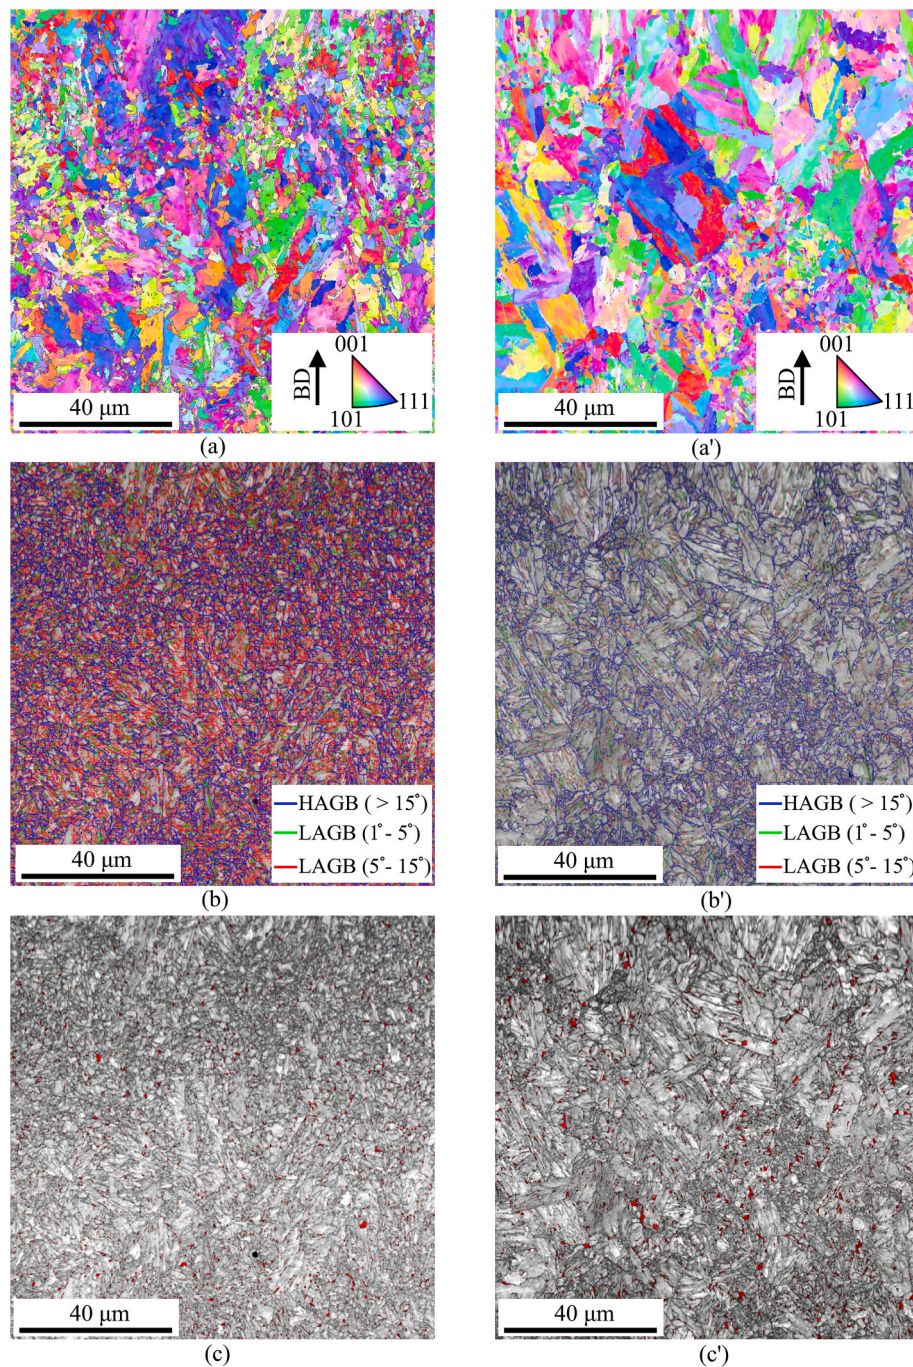 001
BD
111
101
40 μm
(a)
001
BD
111
101
40 μm
(a')
HAGB ( > 15°)
LAGB (1°- 5°)
LAGB (5°- 15°)
40 μm
(b)
HAGB ( > 15°)
LAGB (1°- 5°)
LAGB (5°- 15°)
40 μm
(b')
40 μm
(c)
40 μm
(c')